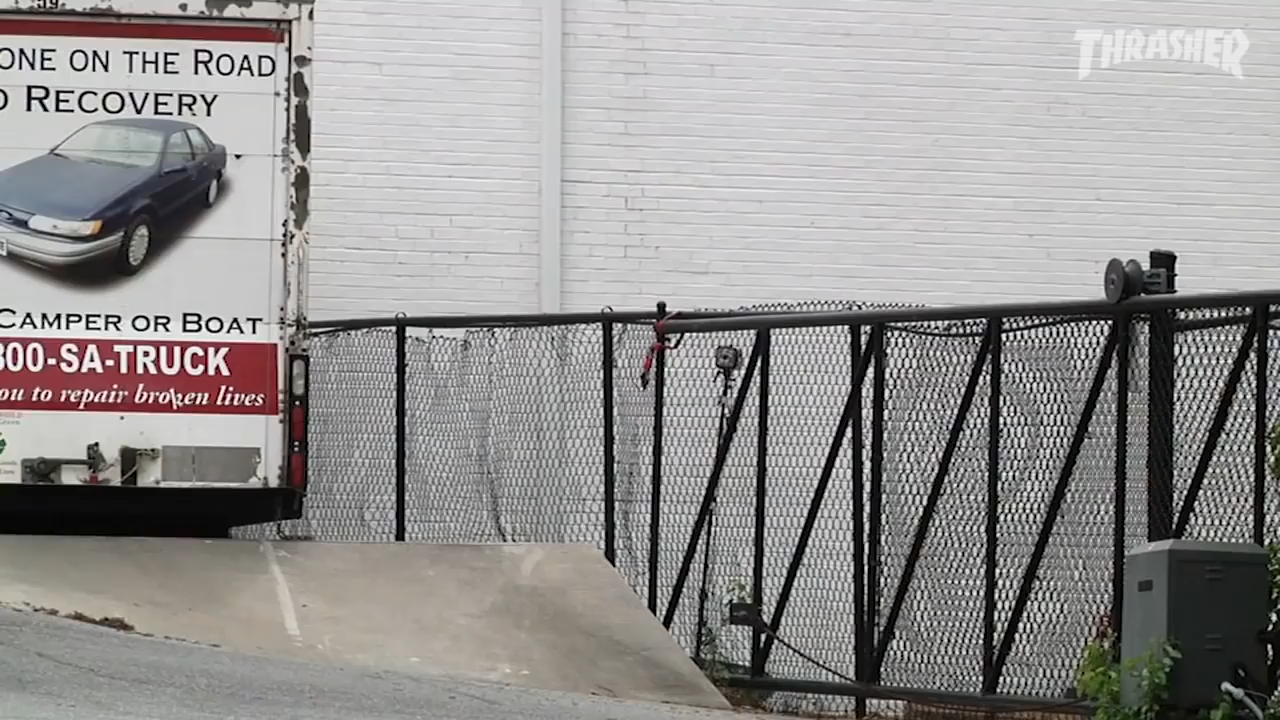 THRASHER
ONE ON THE ROAD
RECOVERY
CAMPER OR BOAT
800-SA-TRUCK
ou to repair broken lives